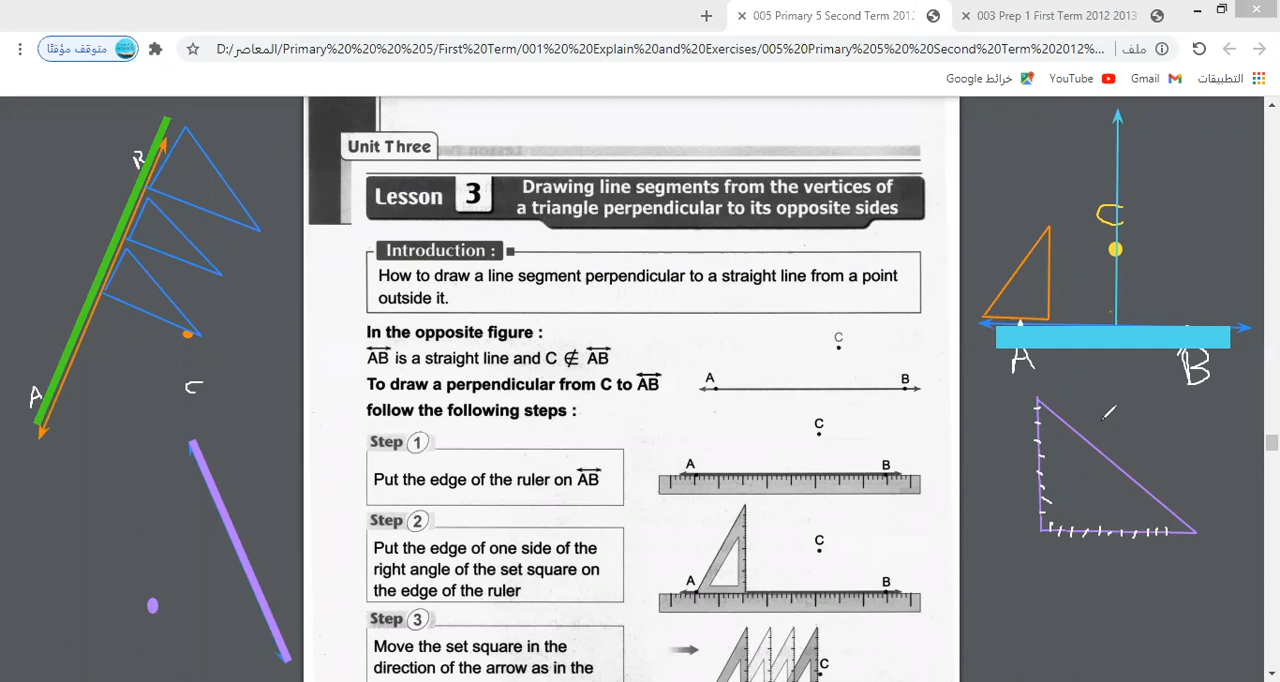 005 Primary 5 Second Term 201
003 Prep 1 First Term 2012 2013
متوقف مؤقتًا
D:/المعاصر/Primary%20%20%20%205/First%20Term/001%20%20Explain%20and%20Exercises/005%20Primary%205%20%20Second%20Term%202012%...
ملف
خرائط Google
YouTube
Gmail
التطبيقات
Unit Three
Lesson 3
Drawing line segments from the vertices of
a triangle perpendicular to its opposite sides
Introduction :
How to draw a line segment perpendicular to a straight line from a point
outside it.
In the opposite figure :
AB is a straight line and C ∉ AB
To draw a perpendicular from C to AB
follow the following steps :
C
A B
Step 1
Put the edge of the ruler on AB
C
A B
Step 2
Put the edge of one side of the
right angle of the set square on
the edge of the ruler
C
A B
Step 3
Move the set square in the
direction of the arrow as in the
C
B
A
C
C
A
B